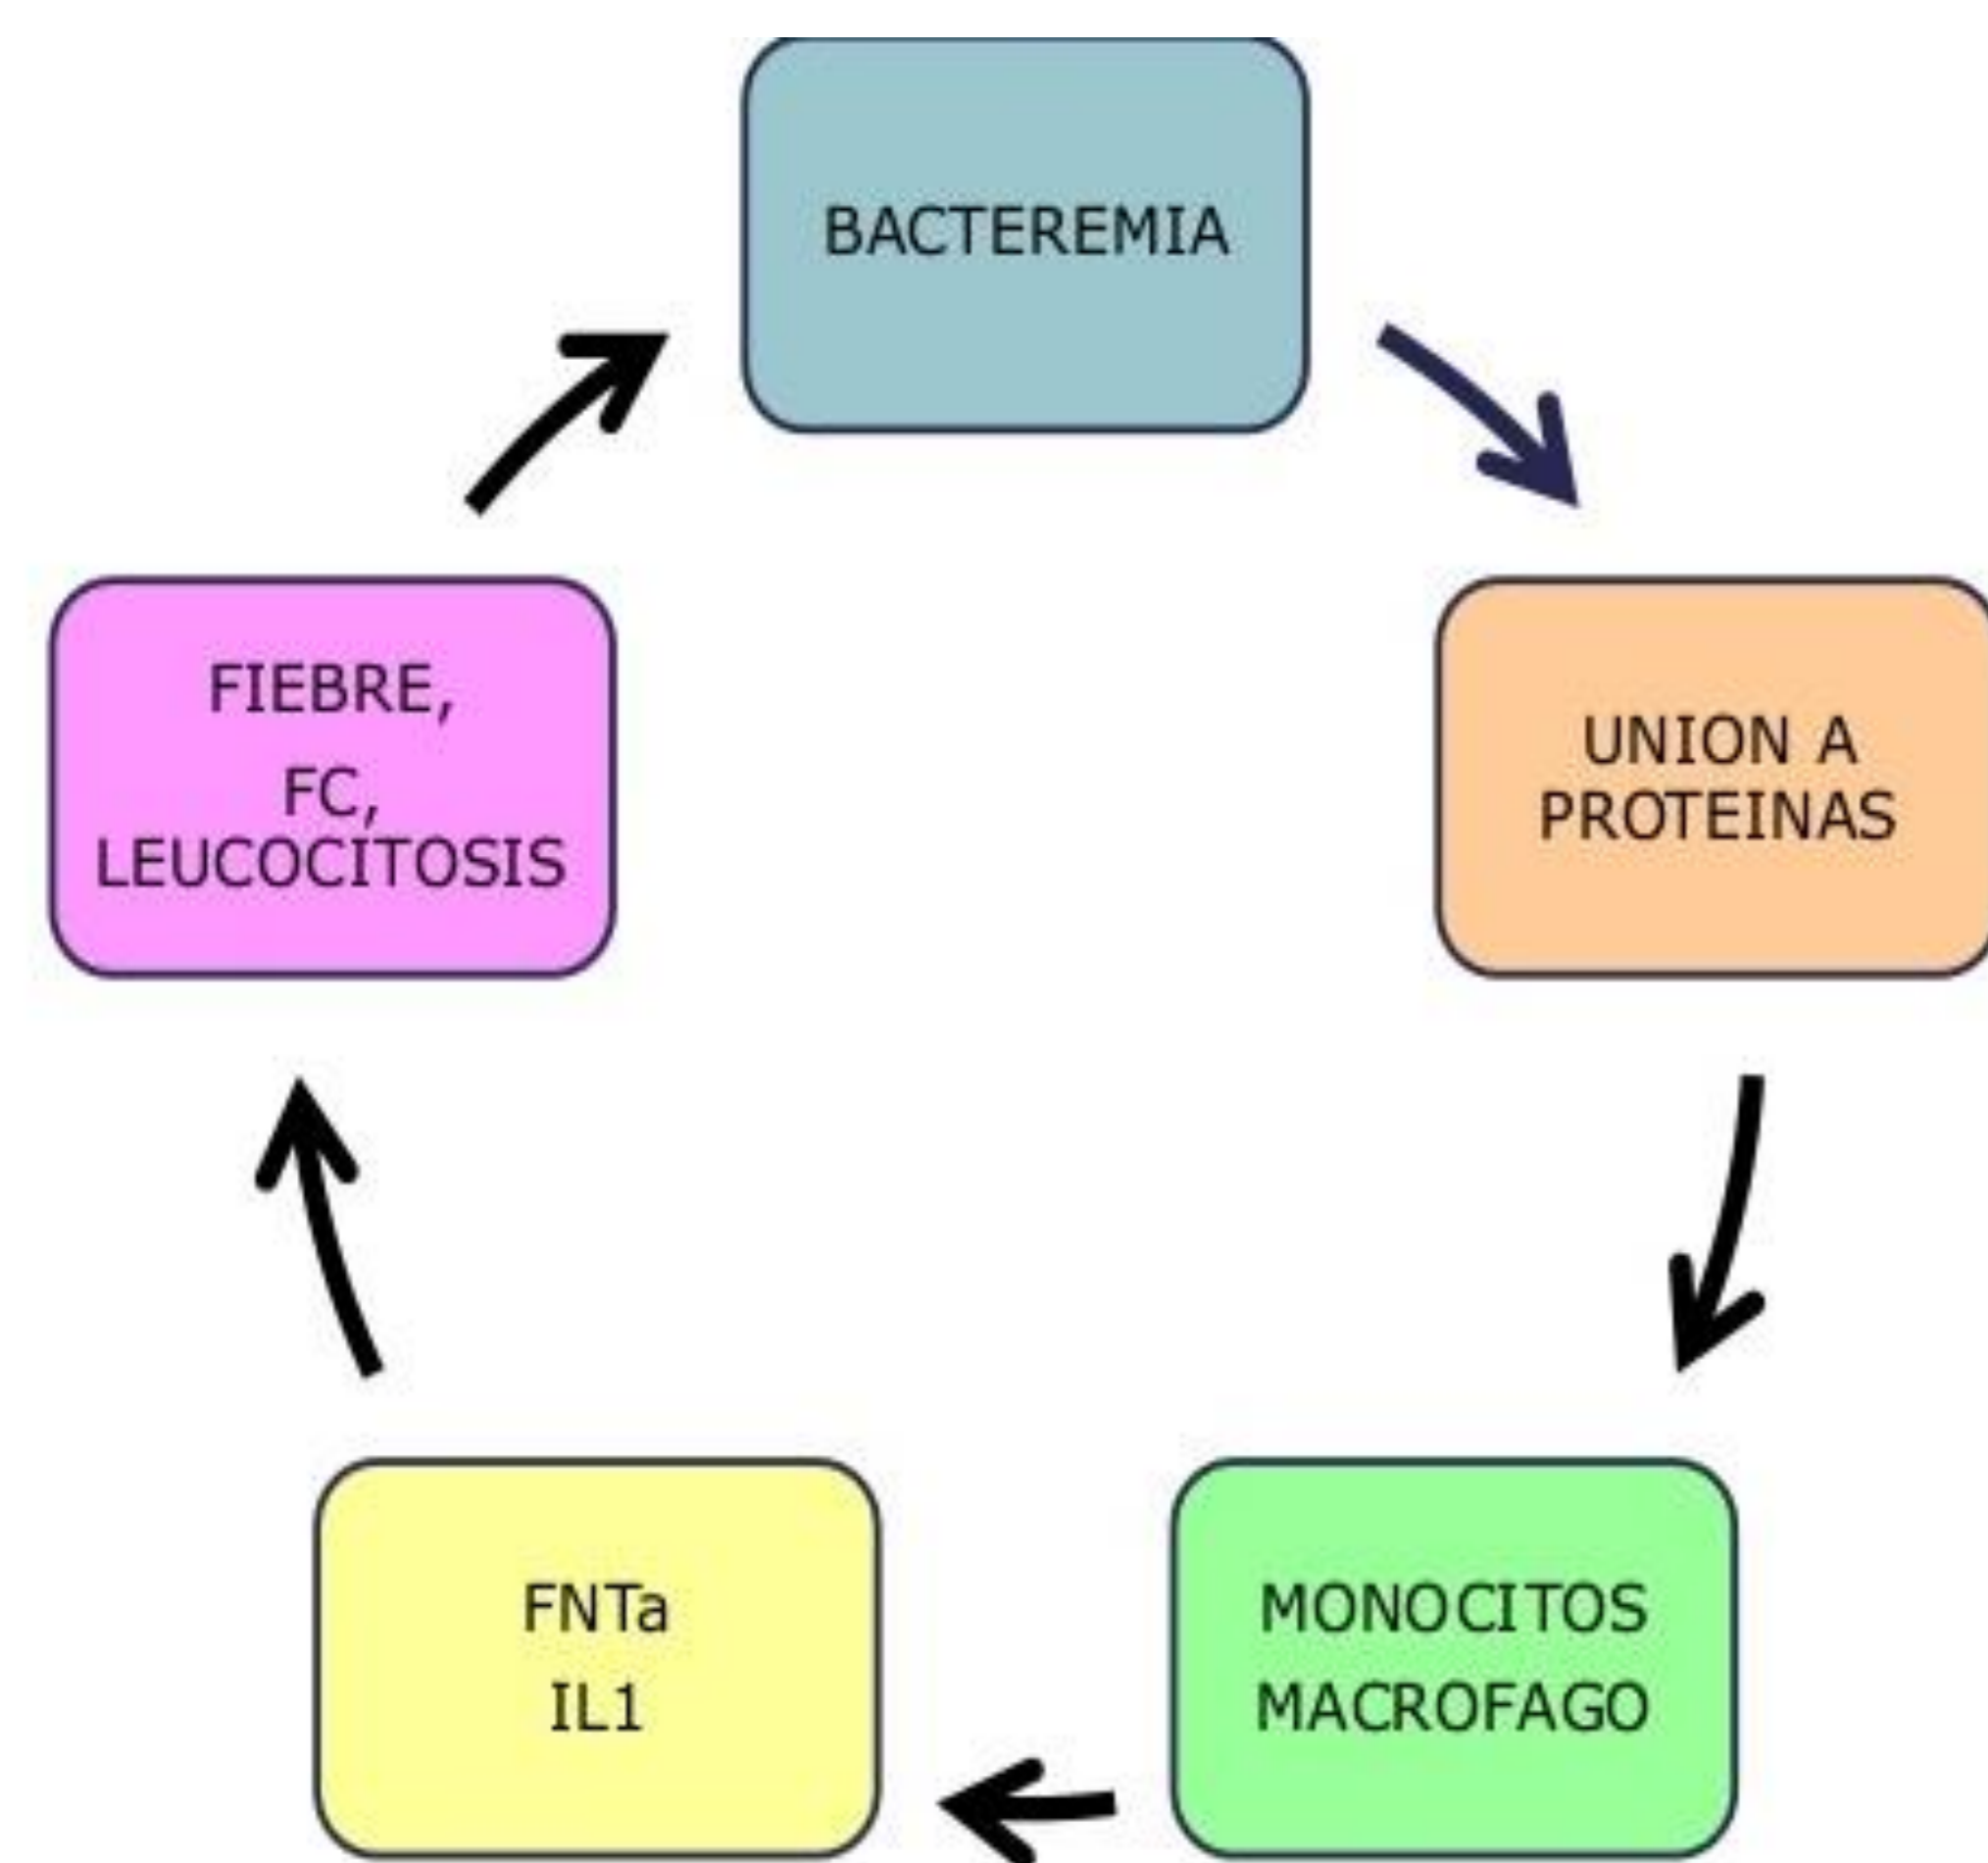 BACTEREMIA
UNION A
PROTEINAS
MONOCITOS
MACROFAGO
FNTa
IL1
FIEBRE,
FC,
LEUCOCITOSIS